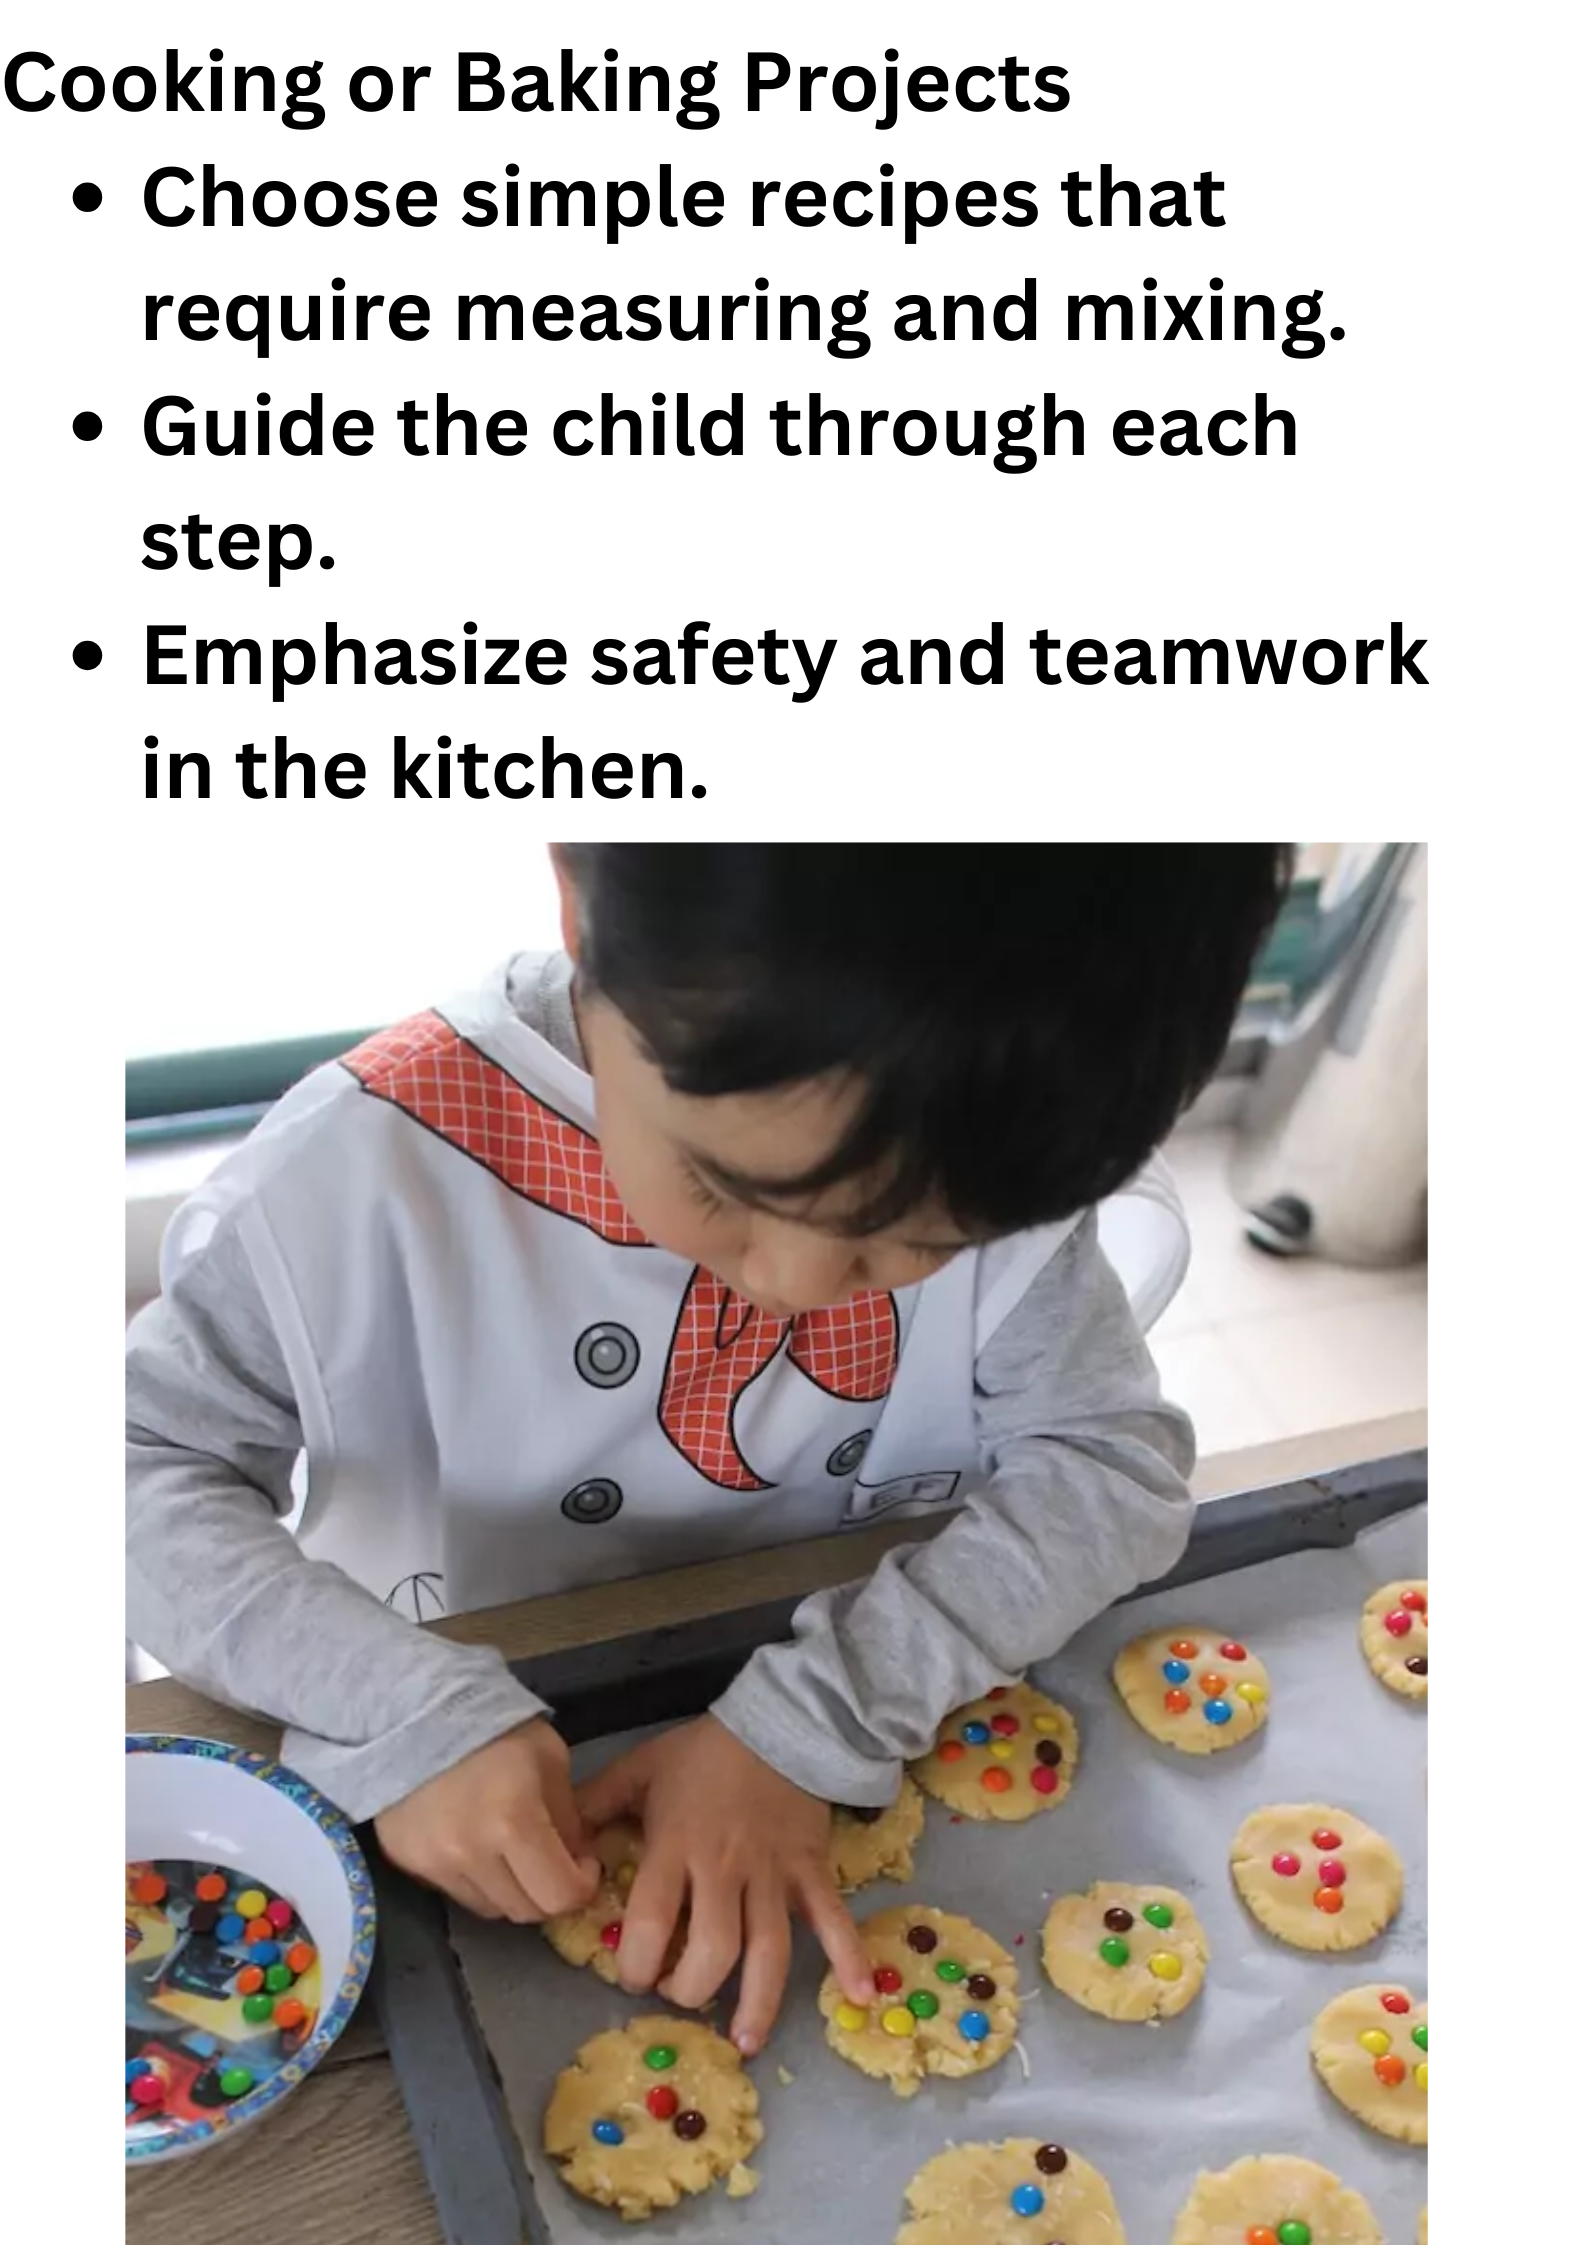 Cooking or Baking Projects
• Choose simple recipes that
require measuring and mixing.
• Guide the child through each
step.
• Emphasize safety and teamwork
in the kitchen.